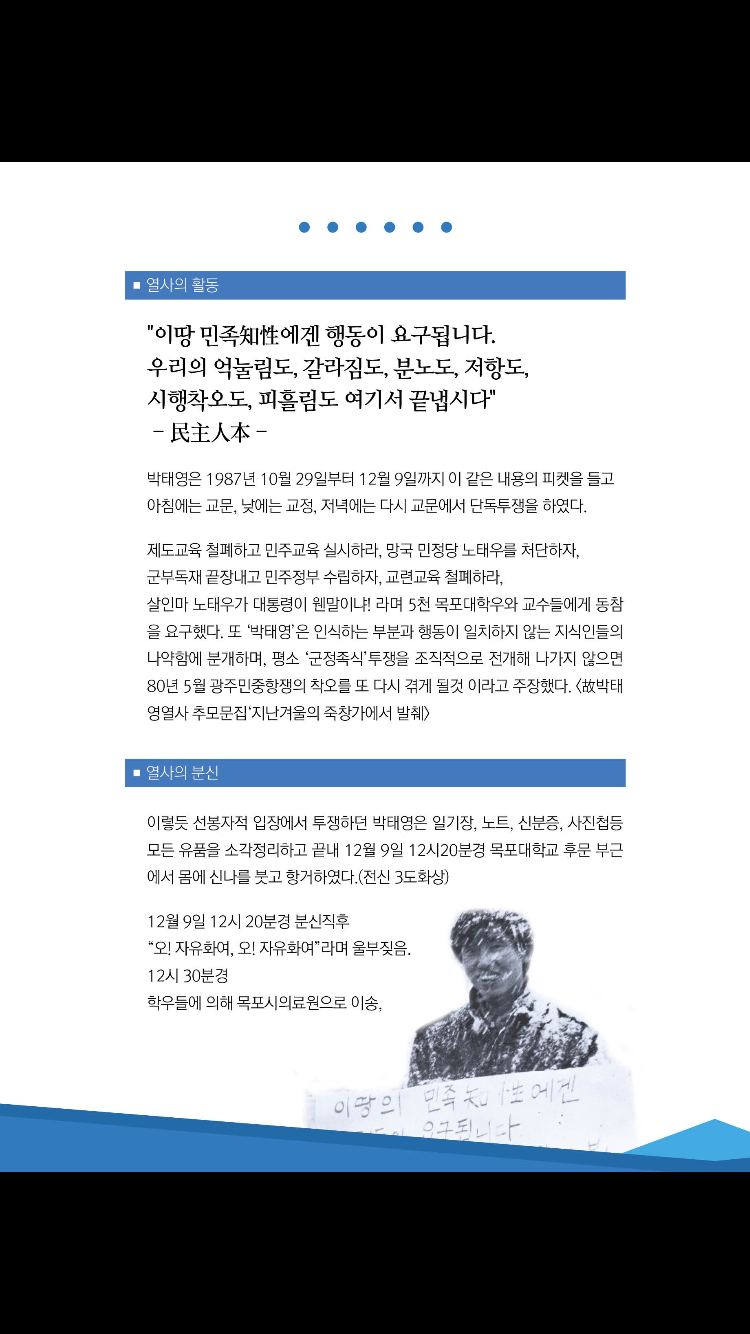 ■ 열사의 활동
"이땅 민족知性에겐 행동이 요구됩니다.
우리의 억눌림도, 갈라짐도, 분노도, 저항도,
시행착오도, 피흘림도 여기서 끝냅시다"
- 民主人本 -
박태영은 1987년 10월 29일부터 12월 9일까지 이 같은 내용의 피켓을 들고
아침에는 교문, 낮에는 교정, 저녁에는 다시 교문에서 단독투쟁을 하였다.
제도교육 철폐하고 민주교육 실시하라, 망국 민정당 노태우를 처단하자,
군부독재 끝장내고 민주정부 수립하자, 교련교육 철폐하라,
살인마 노태우가 대통령이 웬말이냐! 라며 5천 목포대학우와 교수들에게 동참
을 요구했다. 또 ‘박태영’은 인식하는 부분과 행동이 일치하지 않는 지식인들의
나약함에 분개하며, 평소 ‘군정족식’투쟁을 조직적으로 전개해 나가지 않으면
80년 5월 광주민중항쟁의 착오를 또 다시 겪게 될것 이라고 주장했다. 〈故박태
영열사 추모문집‘지난겨울의 죽창가에서 발췌〉
■ 열사의 분신
이렇듯 선봉자적 입장에서 투쟁하던 박태영은 일기장, 노트, 신분증, 사진첩등
모든 유품을 소각정리하고 끝내 12월 9일 12시20분경 목포대학교 후문 부근
에서 몸에 신나를 붓고 항거하였다.(전신 3도화상)
12월 9일 12시 20분경 분신직후
“오! 자유화여, 오! 자유화여”라며 울부짖음.
12시 30분경
학우들에 의해 목포시의료원으로 이송,
이땅의 민족知性에겐
요구됩니다